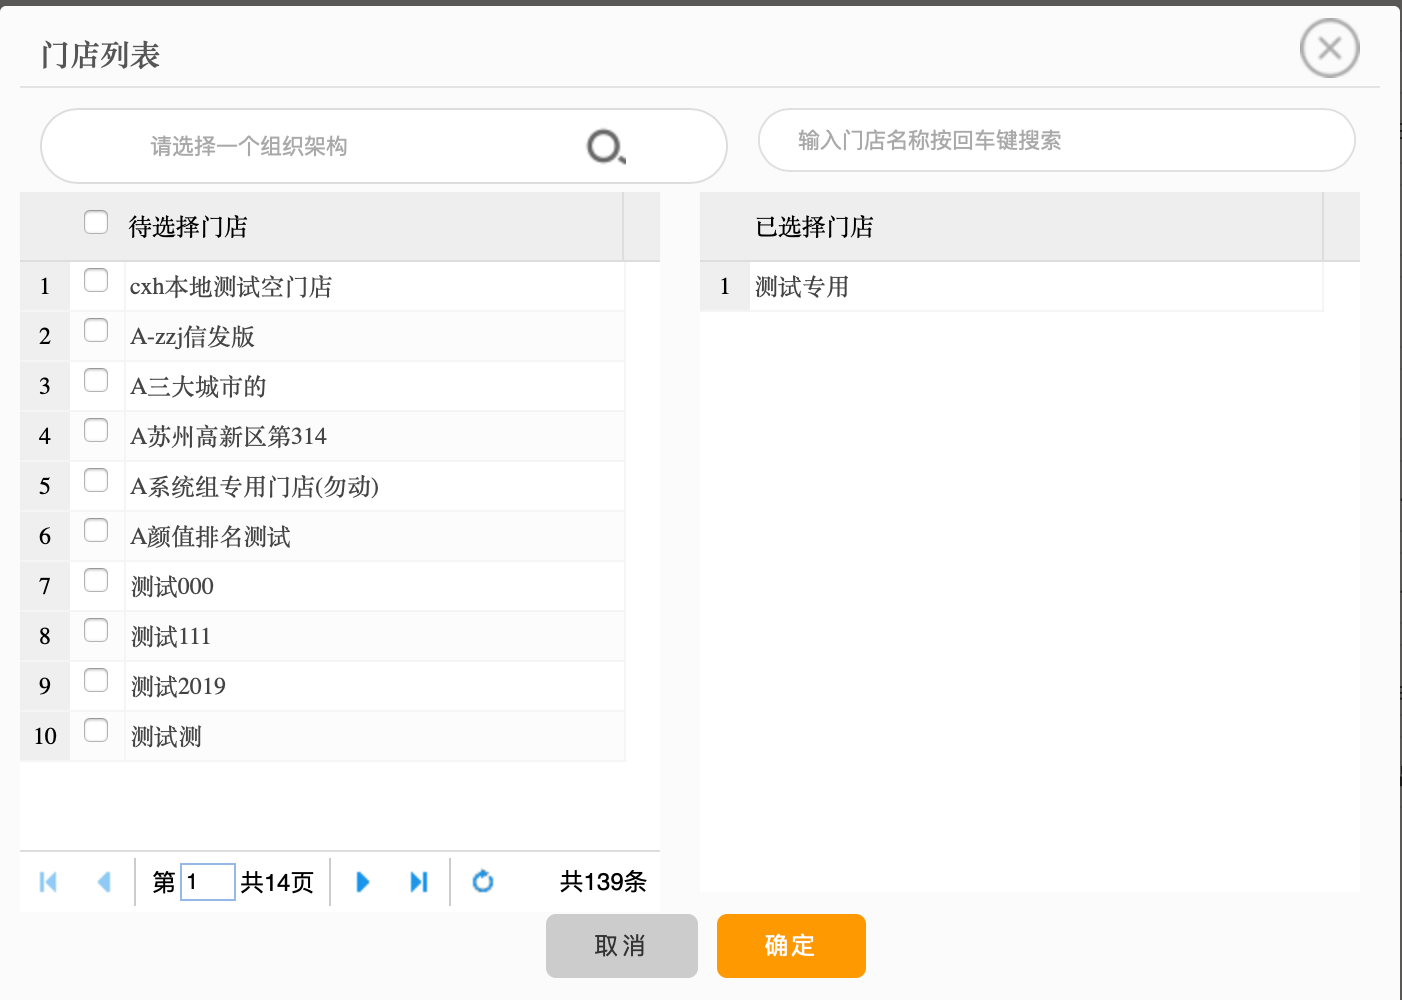 门店列表
请选择一个组织架构
输入门店名称按回车键搜索
待选择门店
1 cxh本地测试空门店
2 A-zzj信发版
3 A三大城市的
4 A苏州高新区第314
5 A系统组专用门店(勿动)
6 A颜值排名测试
7 测试000
8 测试111
9 测试2019
10 测试测
已选择门店
1 测试专用
第 1 共14页
共139条
取消
确定